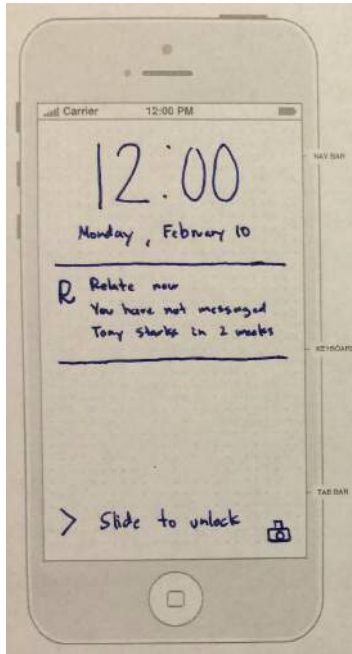 Carrier 12:00 PM
12:00
NAV BAR
Monday, February 10
R Relate now
You have not messaged
Tony Starks in 2 weeks
KEYBOARD
TAB BAR
> Slide to unlock